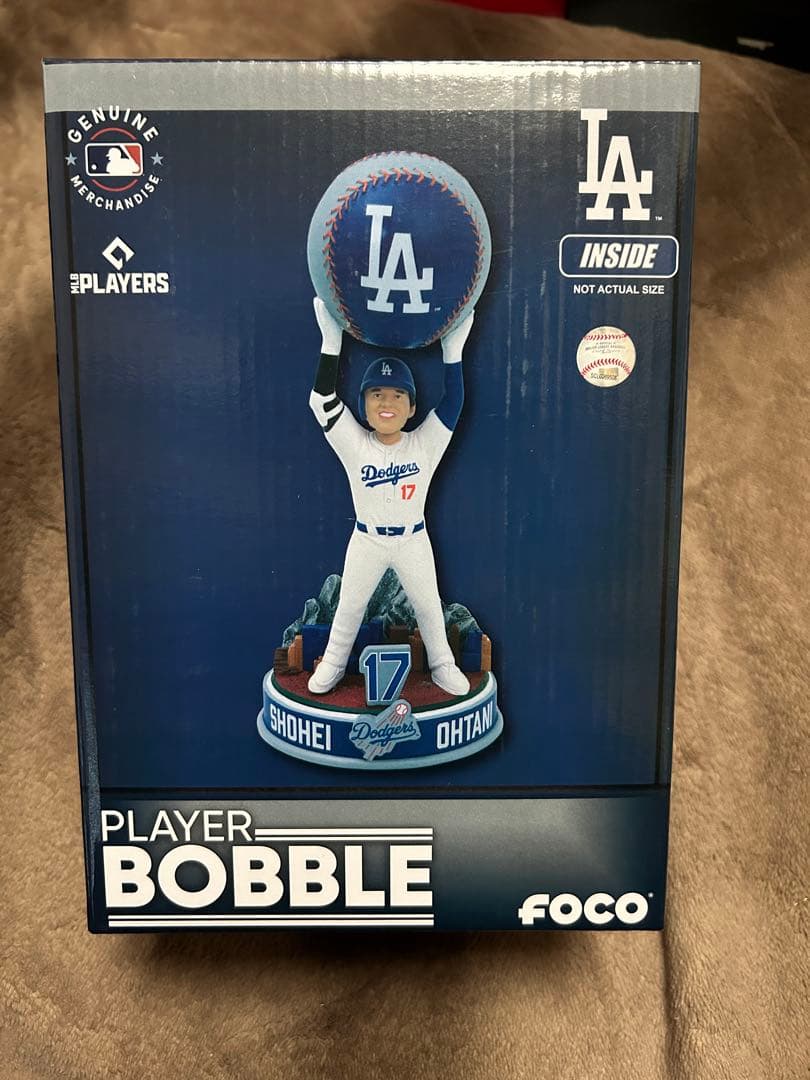 GENUINE
MERCHANDISE
MLB PLAYERS
LA
INSIDE
NOT ACTUAL SIZE
LA
LA
Dodgers
17
17
SHOHEI
Dodgers
OHTANI
PLAYER
BOBBLE
FOCO